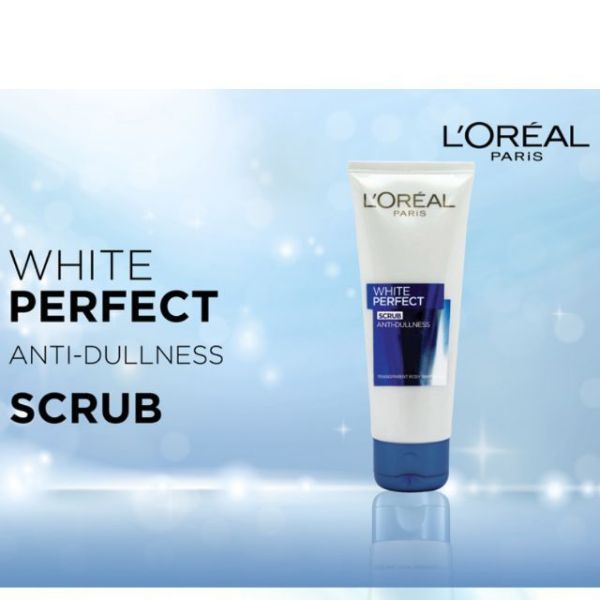 L'ORÉAL
PARIS
WHITE
PERFECT
ANTI-DULLNESS
SCRUB
L'ORÉAL
PARIS
WHITE
PERFECT
SCRUB
ANTI-DULLNESS